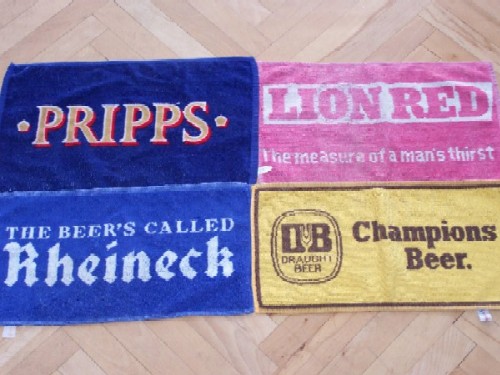 PRIPPS
LION RED
The measure of a man's thirst
THE BEER'S CALLED
Rheineck
DB
DRAUGHT
BEER
Champions
Beer.